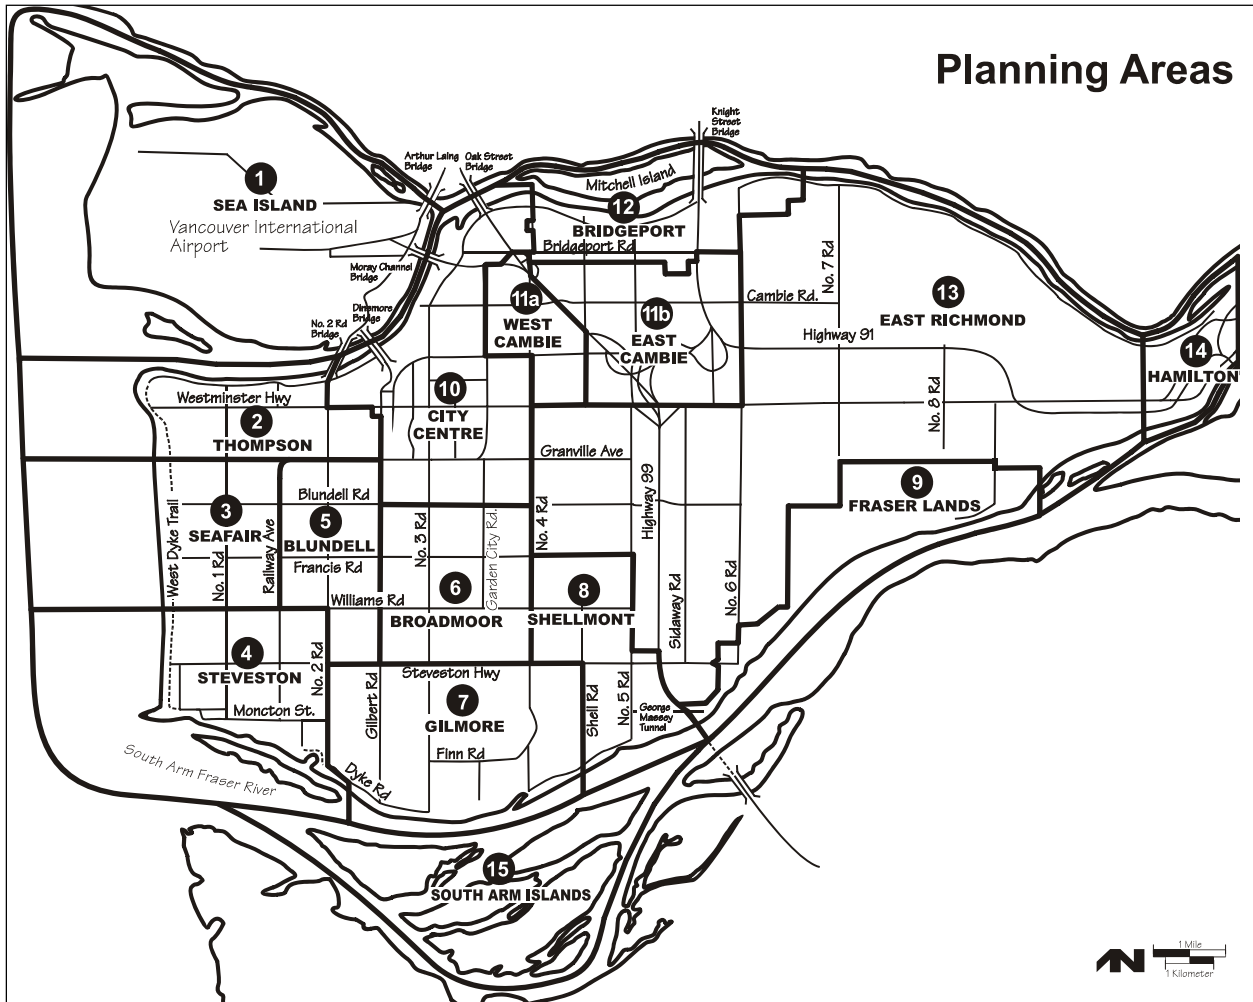 Planning Areas
Knight
Street
Bridge
Arthur Laing
Bridge
Oak Street
Bridge
Mitchell Island
1
SEA ISLAND
Vancouver International
Airport
12
BRIDGEPORT
Bridgeport Rd
Moray Channel
Bridge
No. 7 Rd
Dinsmore
Bridge
No. 2 Rd
Bridge
11a
WEST
CAMBIE
11b
EAST
CAMBIE
Cambie Rd.
13
EAST RICHMOND
Highway 91
14
HAMILTON
10
CITY
CENTRE
No. 8 Rd
Westminster Hwy
2
THOMPSON
Granville Ave
Highway 99
9
FRASER LANDS
Blundell Rd
West Dyke Trail
3
SEAFAIR
No. 1 Rd
Railway Ave
5
BLUNDELL
Francis Rd
No. 3 Rd
Garden City Rd.
No. 4 Rd
Williams Rd
6
BROADMOOR
8
SHELLMONT
Sidaway Rd
No. 6 Rd
4
STEVESTON
No. 2 Rd
Steveston Hwy
Gilbert Rd
7
GILMORE
Shell Rd
No. 5 Rd
George
Massey
Tunnel
Moncton St.
Finn Rd
Dyke Rd
South Arm Fraser River
15
SOUTH ARM ISLANDS
N
1 Mile
1 Kilometer